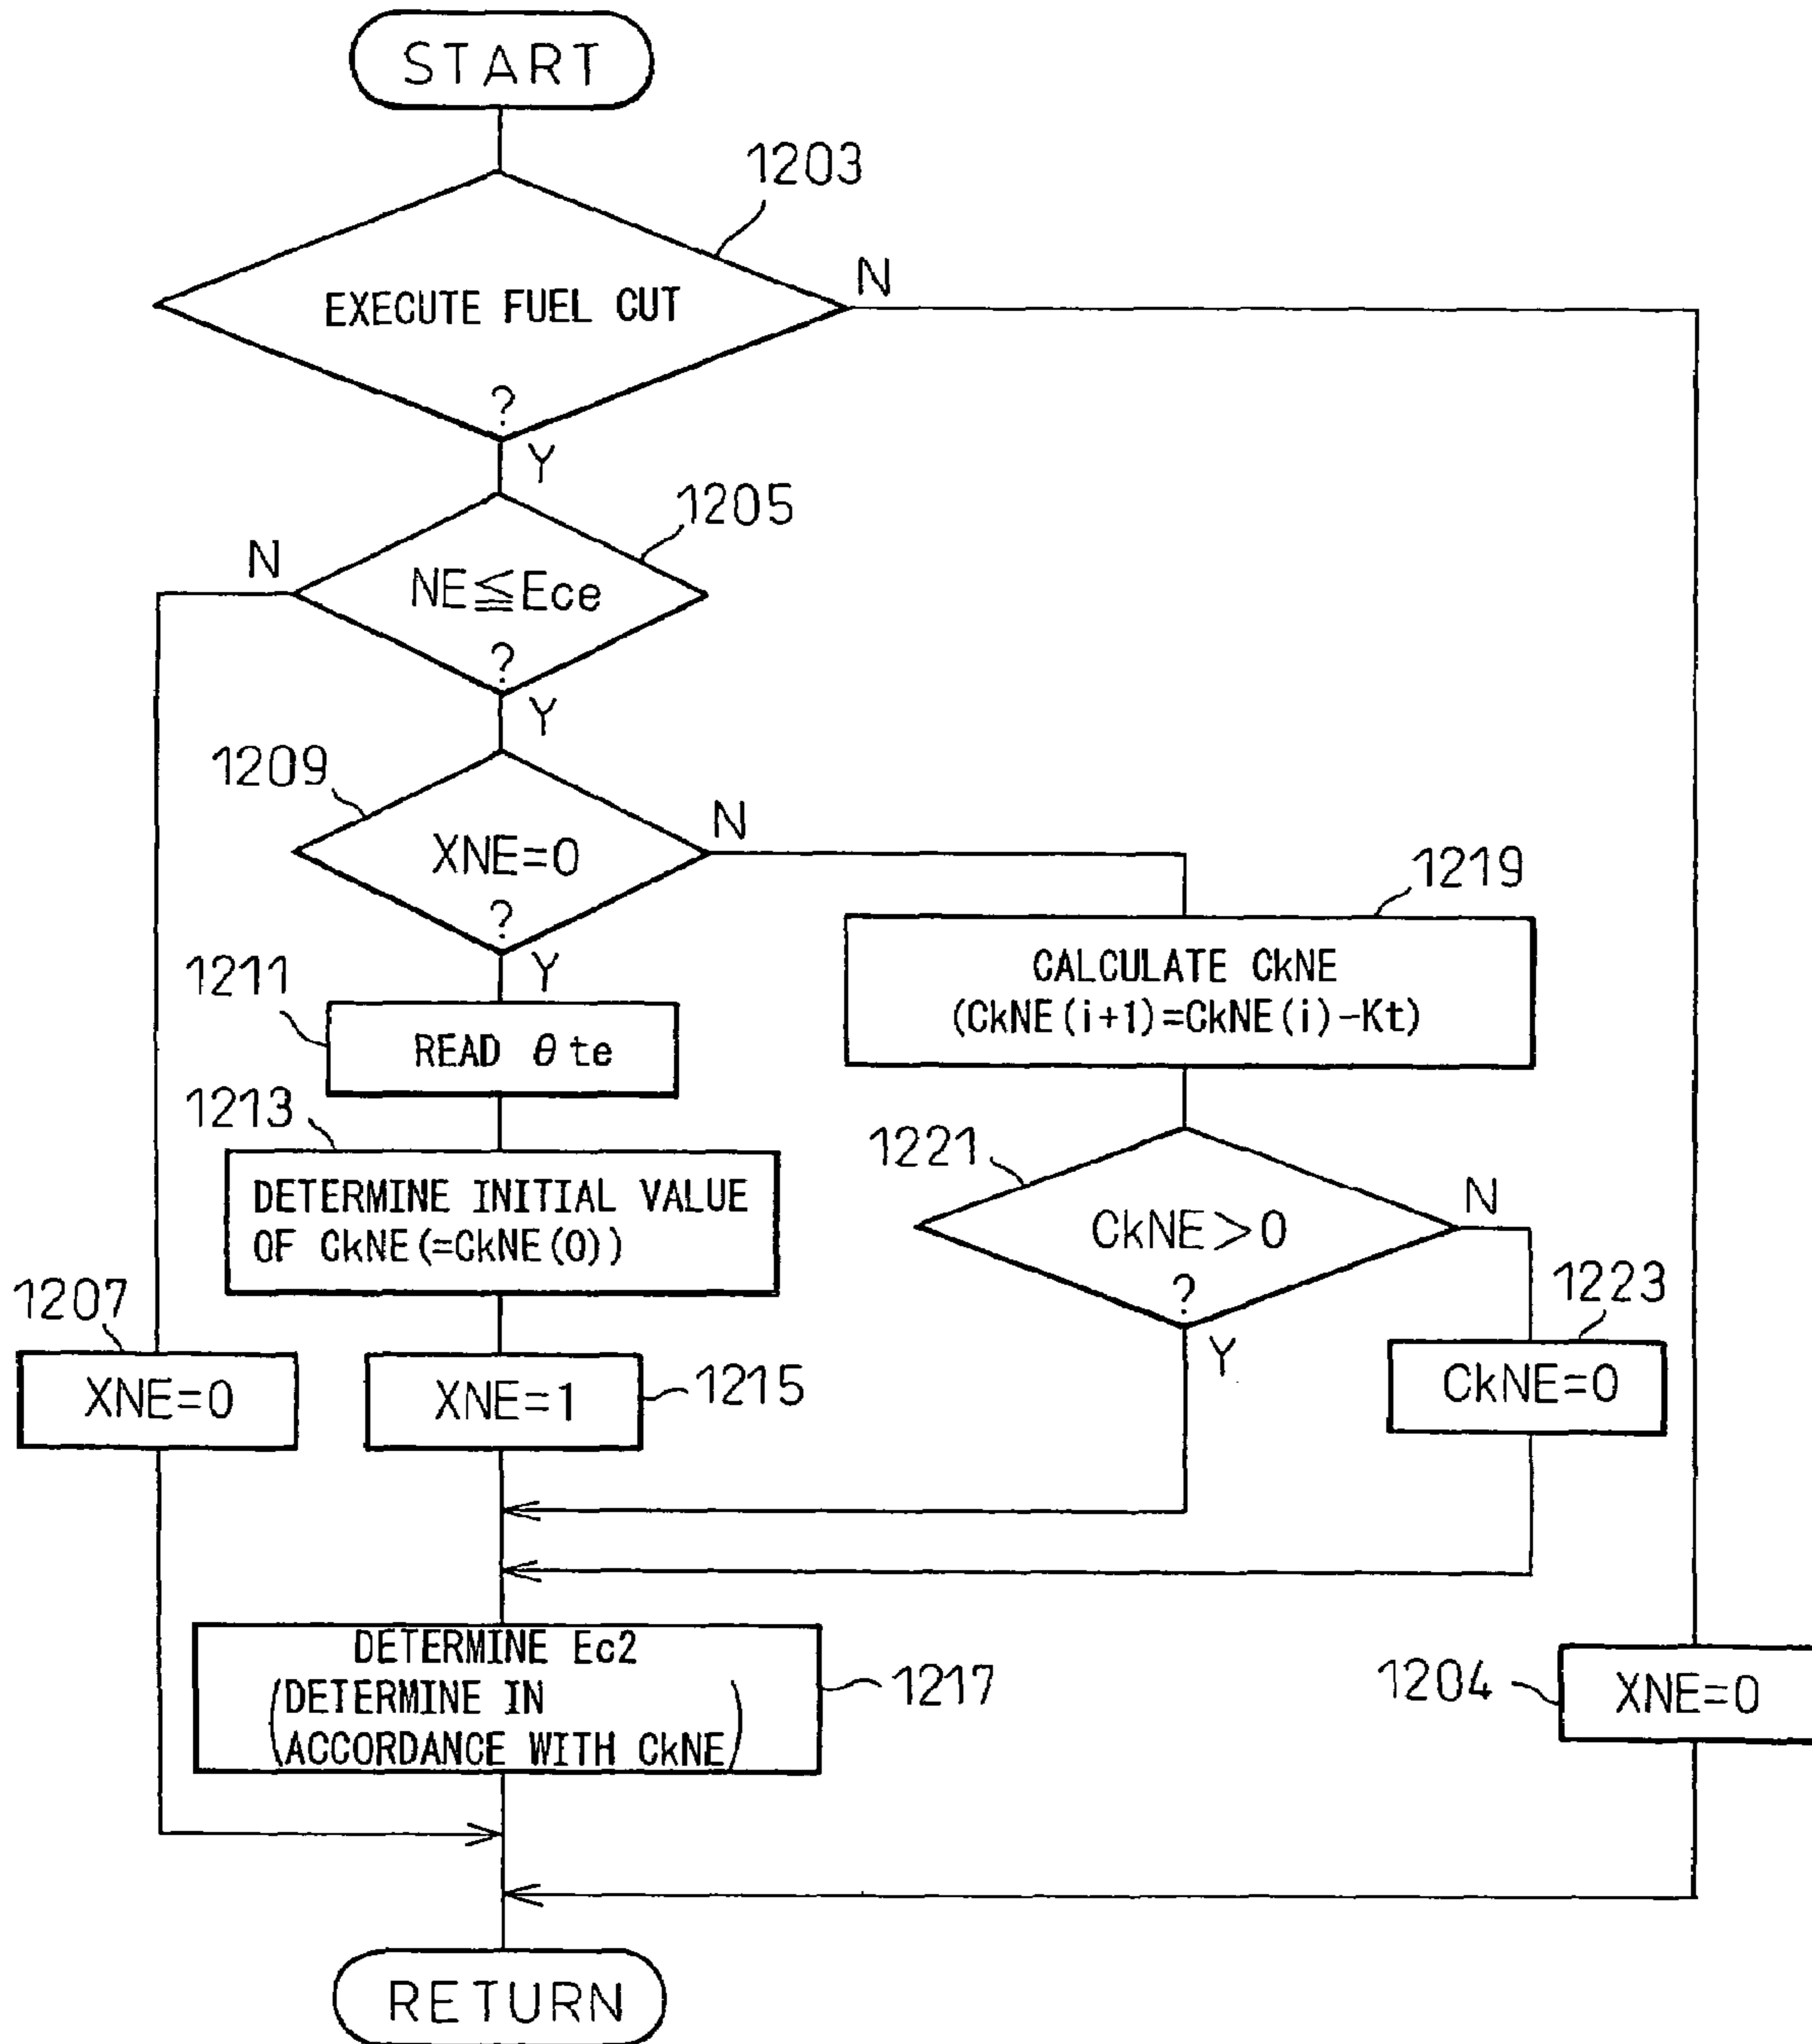 START
1203
EXECUTE FUEL CUT
?
N
Y
1205
N
NE≦Ece
?
Y
1209
XNE=0
?
N
Y
1219
CALCULATE CkNE
(CkNE(i+1)=CkNE(i)-Kt)
1211
READ θte
1213
DETERMINE INITIAL VALUE
OF CkNE(=CkNE(0))
1221
CkNE>0
?
N
Y
1223
CkNE=0
1207
XNE=0
XNE=1
1215
DETERMINE Ec2
(DETERMINE IN
ACCORDANCE WITH CkNE)
1217
1204
XNE=0
RETURN